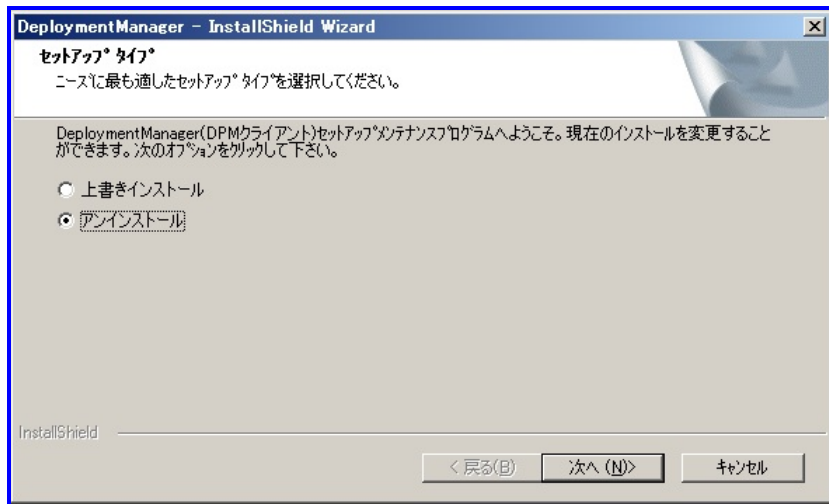 DeploymentManager - InstallShield Wizard
セットアップ タイプ
ニーズに最も適したセットアップ タイプを選択してください。
DeploymentManager(DPMクライアント)セットアップメンテナンスプログラムへようこそ。現在のインストールを変更すること
ができます。次のオプションをクリックして下さい。
上書きインストール
アンインストール
InstallShield
< 戻る(B)
次へ (N)>
キャンセル